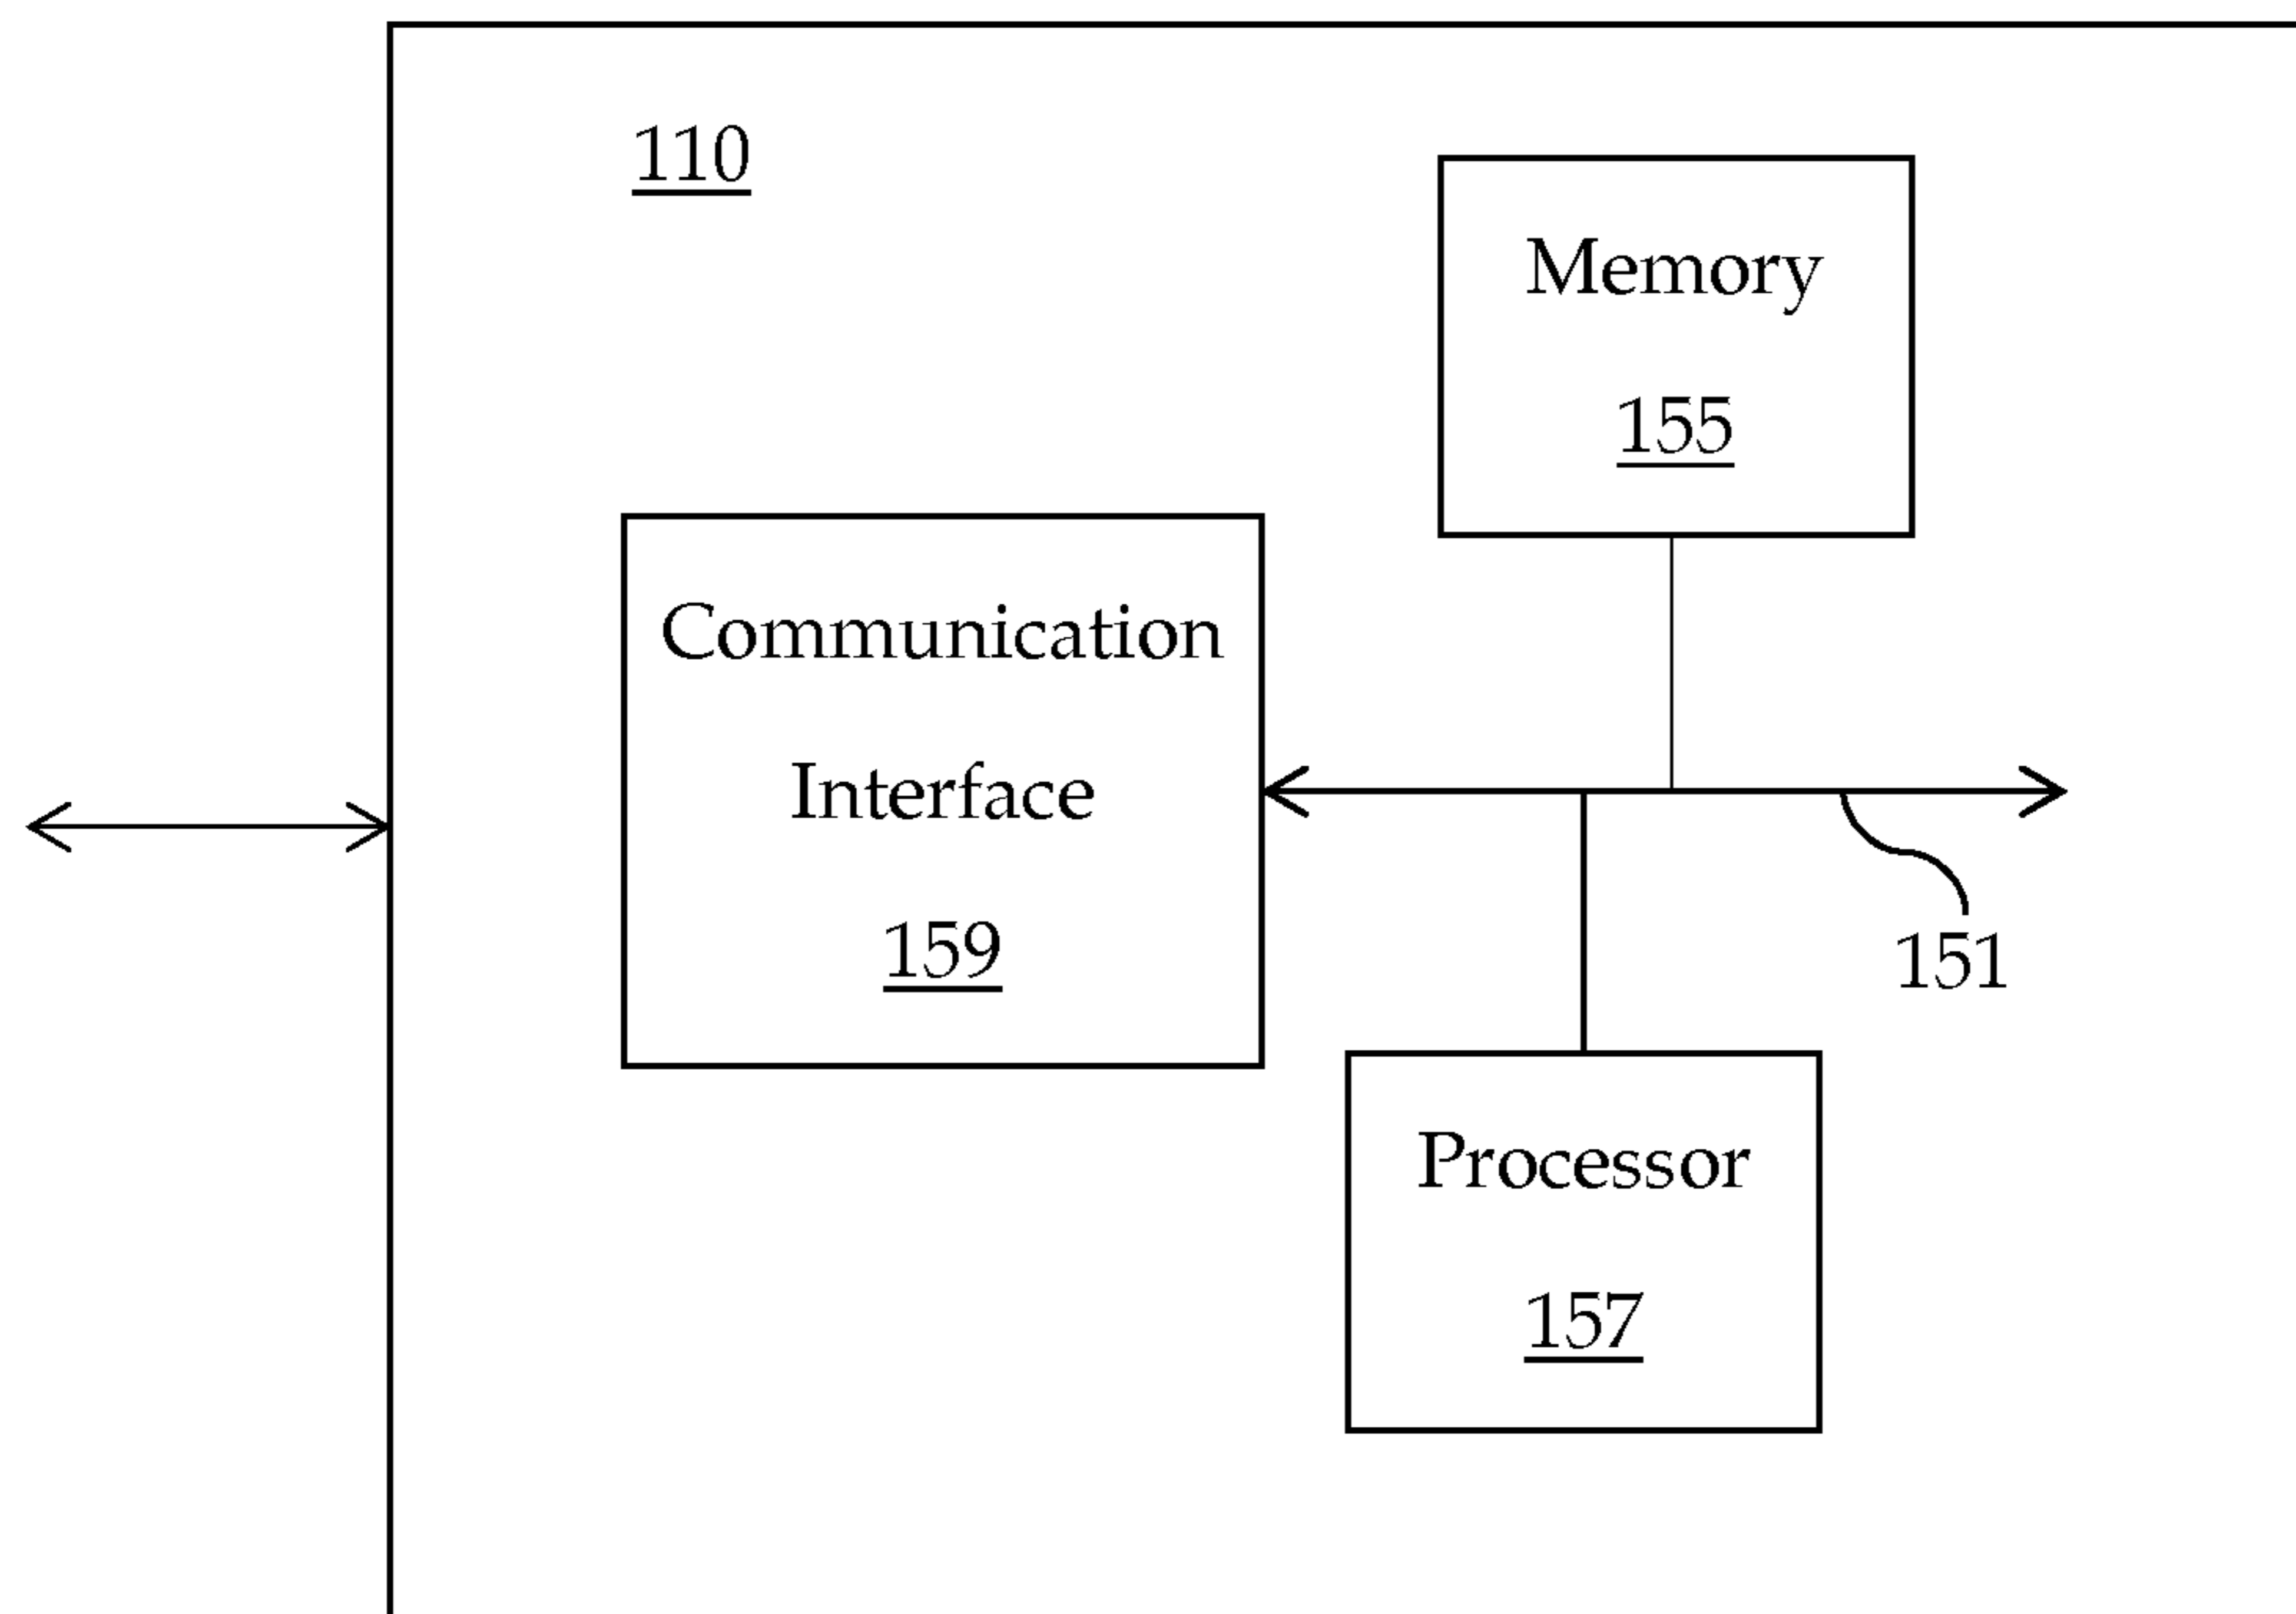 110
Memory
155
Communication
Interface
159
151
Processor
157